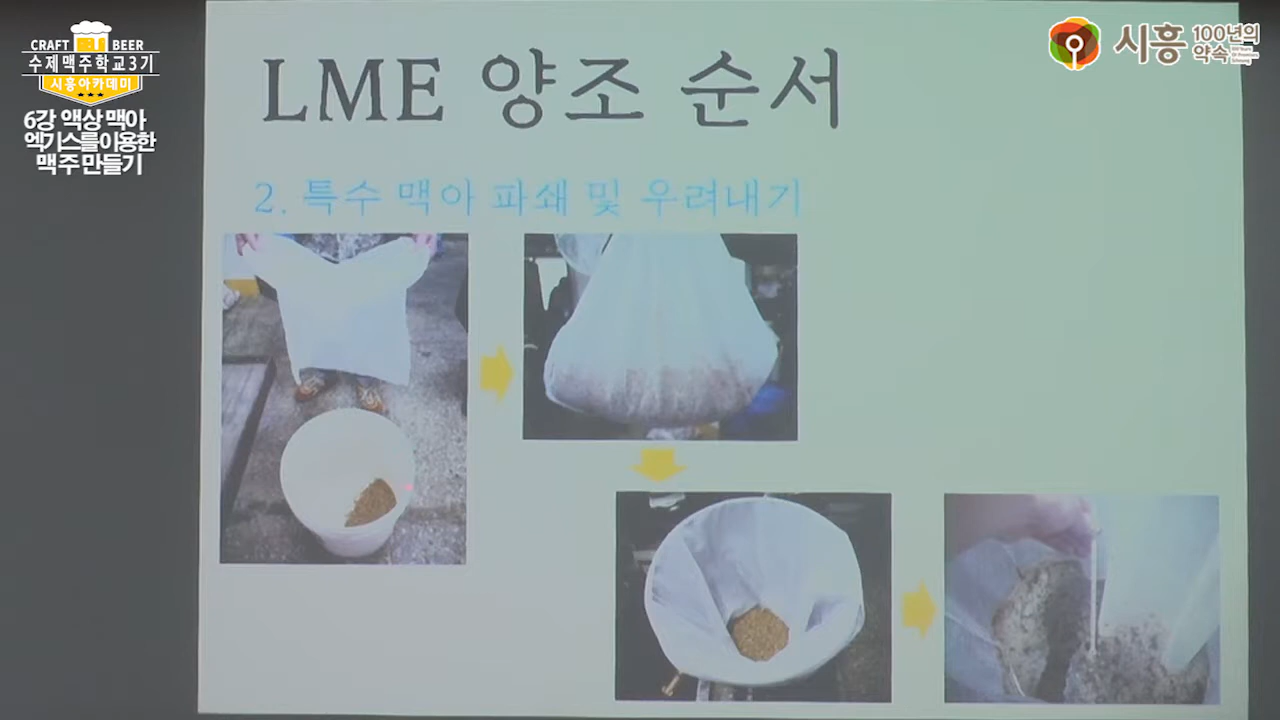 CRAFT BEER
수제맥주학교3기
시흥아카데미
6강 액상 맥아
엑기스를이용한
맥주 만들기
시흥 100년의
약속
LME 양조 순서
2. 특수 맥아 파쇄 및 우려내기